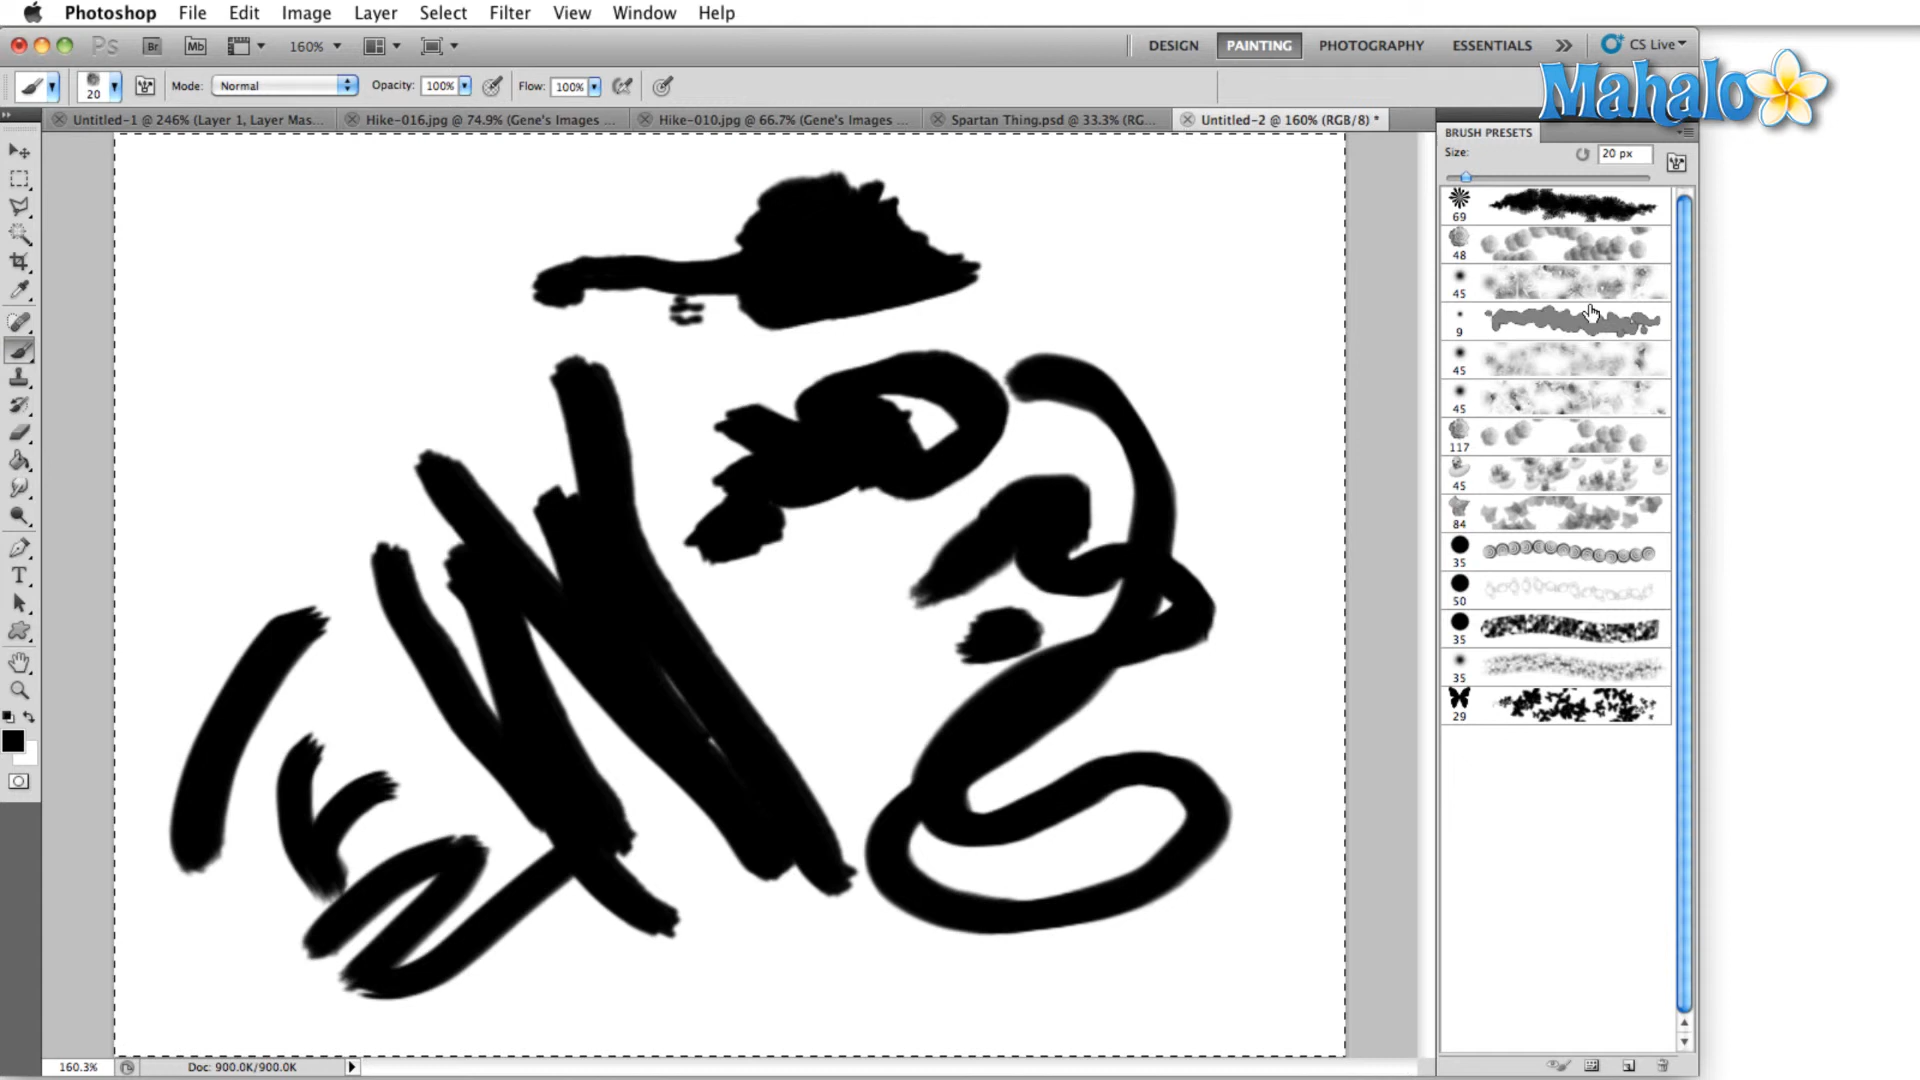 Photoshop File Edit Image Layer Select Filter View Window Help
Ps Br Mb 160% DESIGN PAINTING PHOTOGRAPHY ESSENTIALS CS Live
Mahalo
20 Mode: Normal Opacity: 100% Flow: 100%
Untitled-1 @ 246% (Layer 1, Layer Mas... Hike-016.jpg @ 74.9% (Gene's Images ... Hike-010.jpg @ 66.7% (Gene's Images ... Spartan Thing.psd @ 33.3% (RG... Untitled-2 @ 160% (RGB/8) *
BRUSH PRESETS
Size: 20 px
69
48
45
9
45
45
117
45
84
35
50
35
35
29
T
160.3% Doc: 900.0K/900.0K